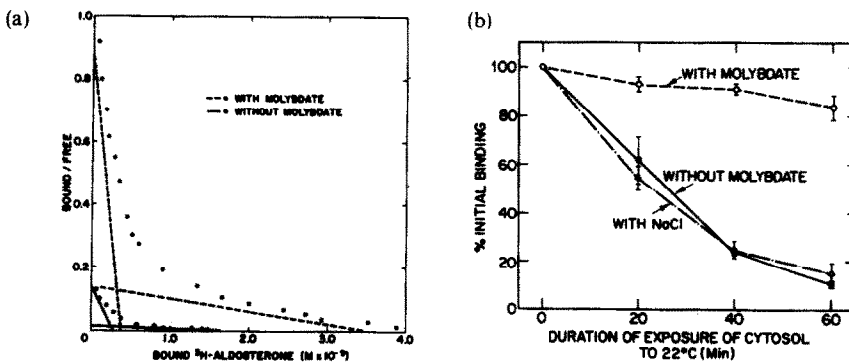 (a)
BOUND / FREE
1.0
0.8
0.6
0.4
0.2
0
WITH MOLYBDATE
WITHOUT MOLYBDATE
0
1.0
2.0
3.0
4.0
BOUND ³H-ALDOSTERONE (M x 10⁻⁹)
(b)
% INITIAL BINDING
100
80
60
40
20
0
WITH MOLYBDATE
WITHOUT MOLYBDATE
WITH NaCl
0
20
40
60
DURATION OF EXPOSURE OF CYTOSOL
TO 22°C (Min)